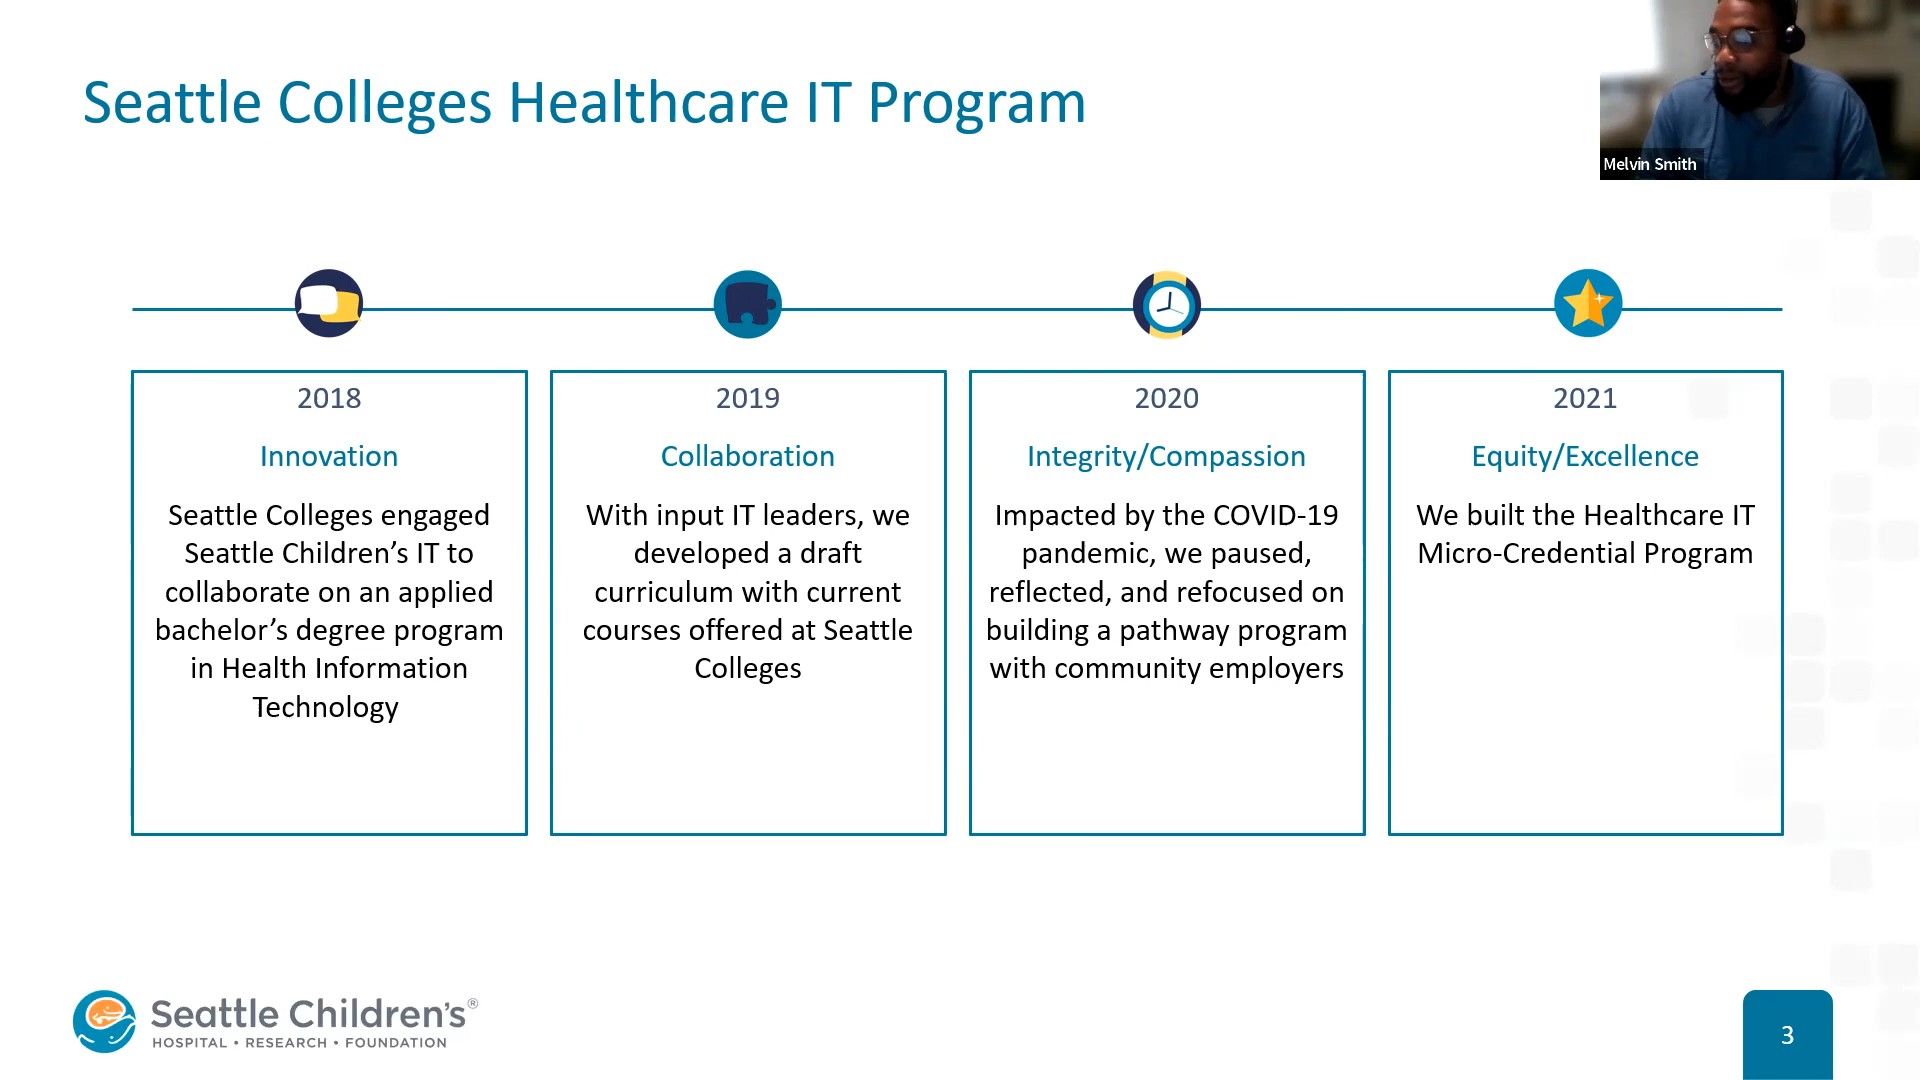 Seattle Colleges Healthcare IT Program
Melvin Smith
2018
Innovation
Seattle Colleges engaged
Seattle Children’s IT to
collaborate on an applied
bachelor’s degree program
in Health Information
Technology
2019
Collaboration
With input IT leaders, we
developed a draft
curriculum with current
courses offered at Seattle
Colleges
2020
Integrity/Compassion
Impacted by the COVID-19
pandemic, we paused,
reflected, and refocused on
building a pathway program
with community employers
2021
Equity/Excellence
We built the Healthcare IT
Micro-Credential Program
Seattle Children’s®
HOSPITAL • RESEARCH • FOUNDATION
3